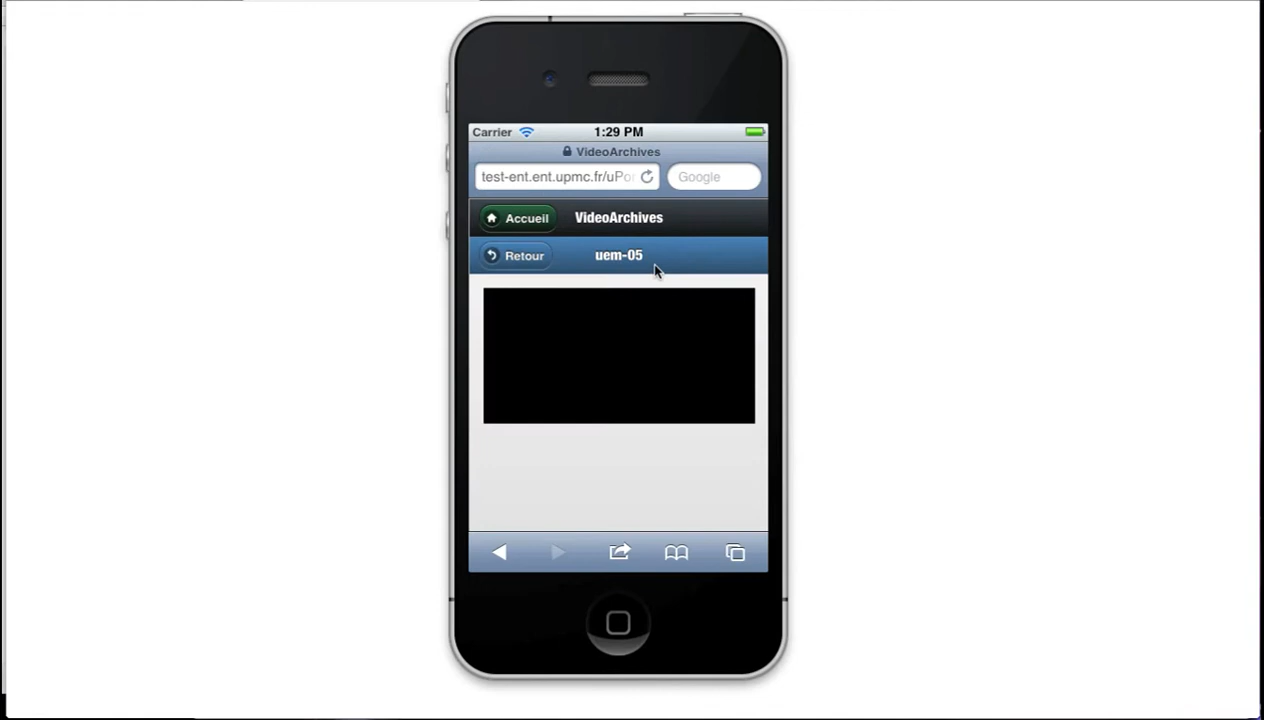 Carrier 1:29 PM
VideoArchives
test-ent.ent.upmc.fr/uPor Google
Accueil VideoArchives
Retour uem-05